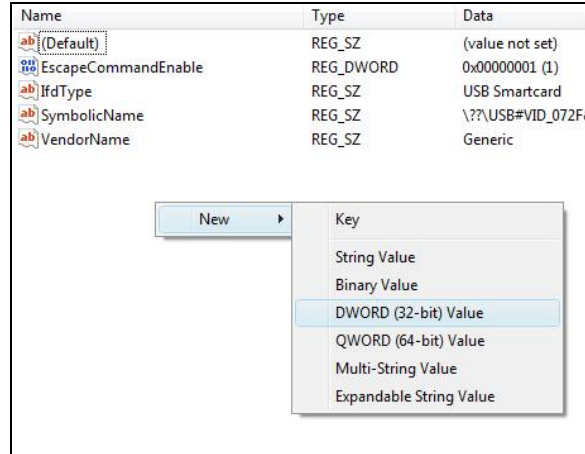 Name Type Data
(Default) REG_SZ (value not set)
EscapeCommandEnable REG_DWORD 0x00000001 (1)
IfdType REG_SZ USB Smartcard
SymbolicName REG_SZ \??\USB#VID_072F
VendorName REG_SZ Generic
New Key
String Value
Binary Value
DWORD (32-bit) Value
QWORD (64-bit) Value
Multi-String Value
Expandable String Value